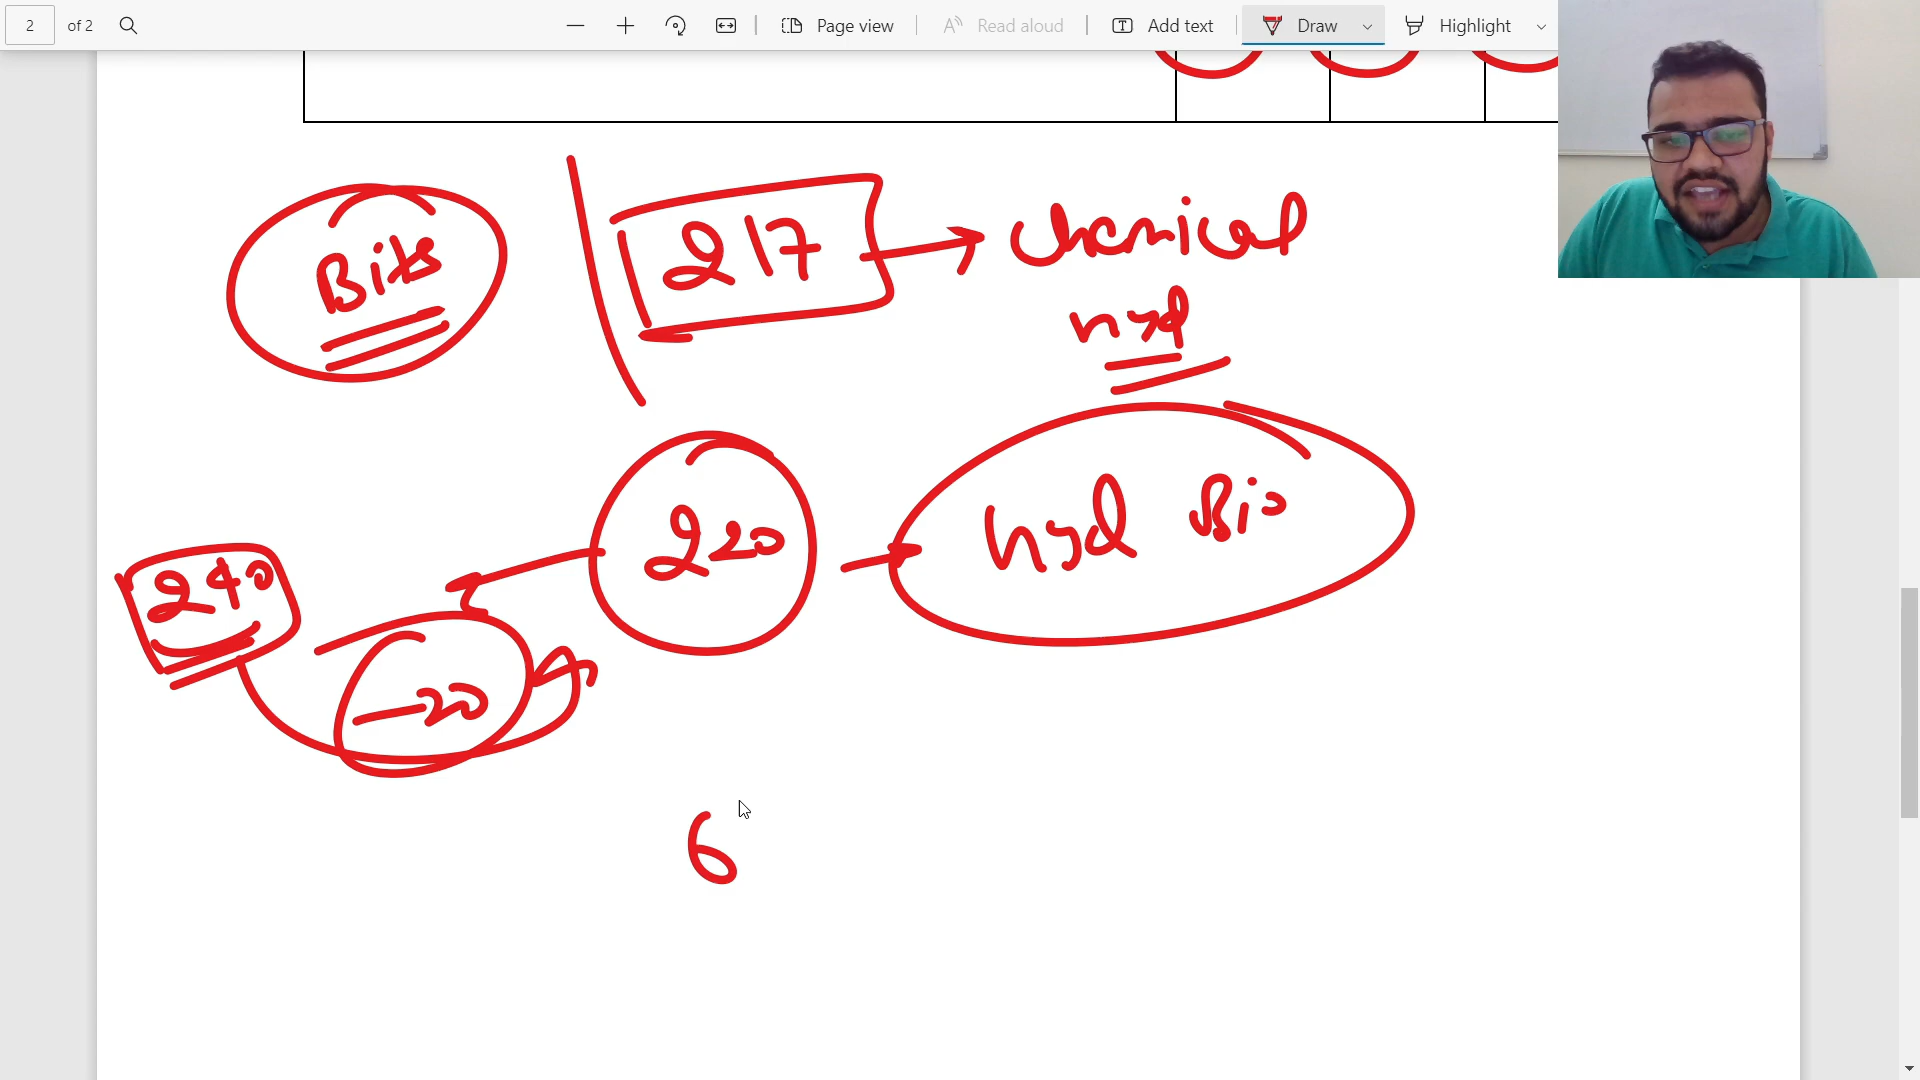 2 of 2 Page view Read aloud Add text Draw Highlight
Bits 217 chemical
hyd
220 hyd Bio
240
-20
6